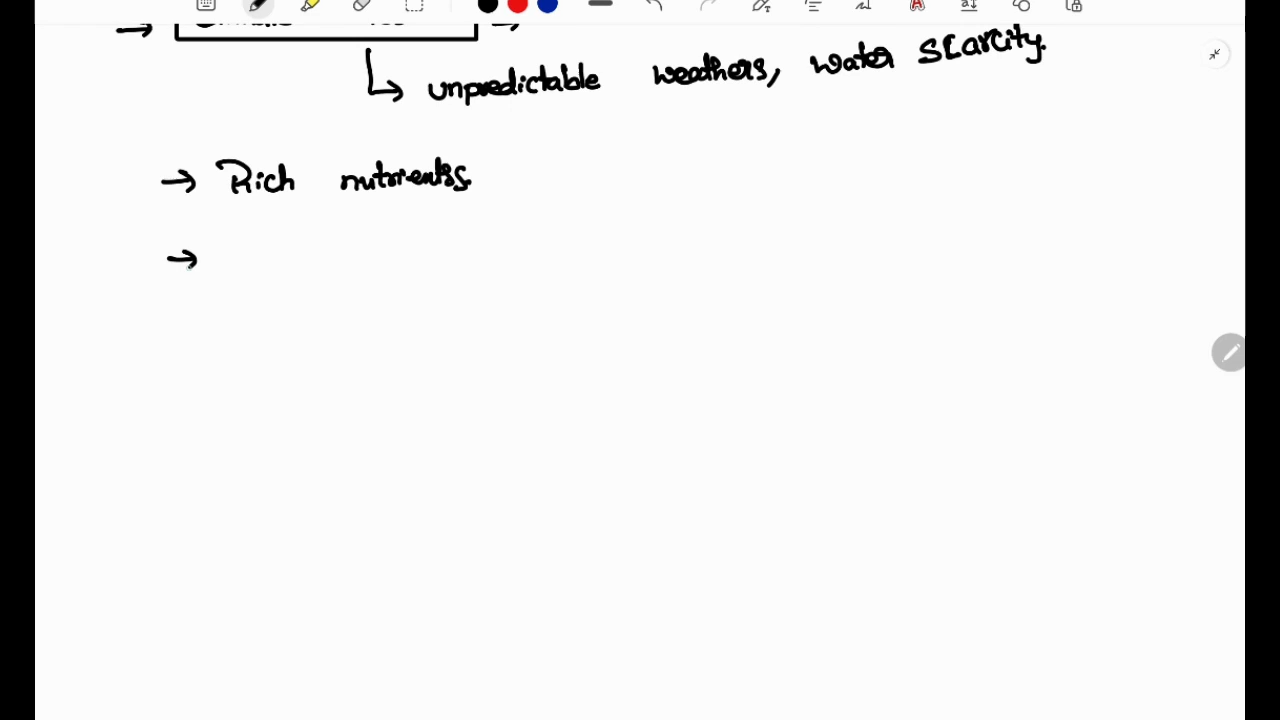 →
↳ unpredictable weathers, water scarcity.
→ Rich nutrients.
→